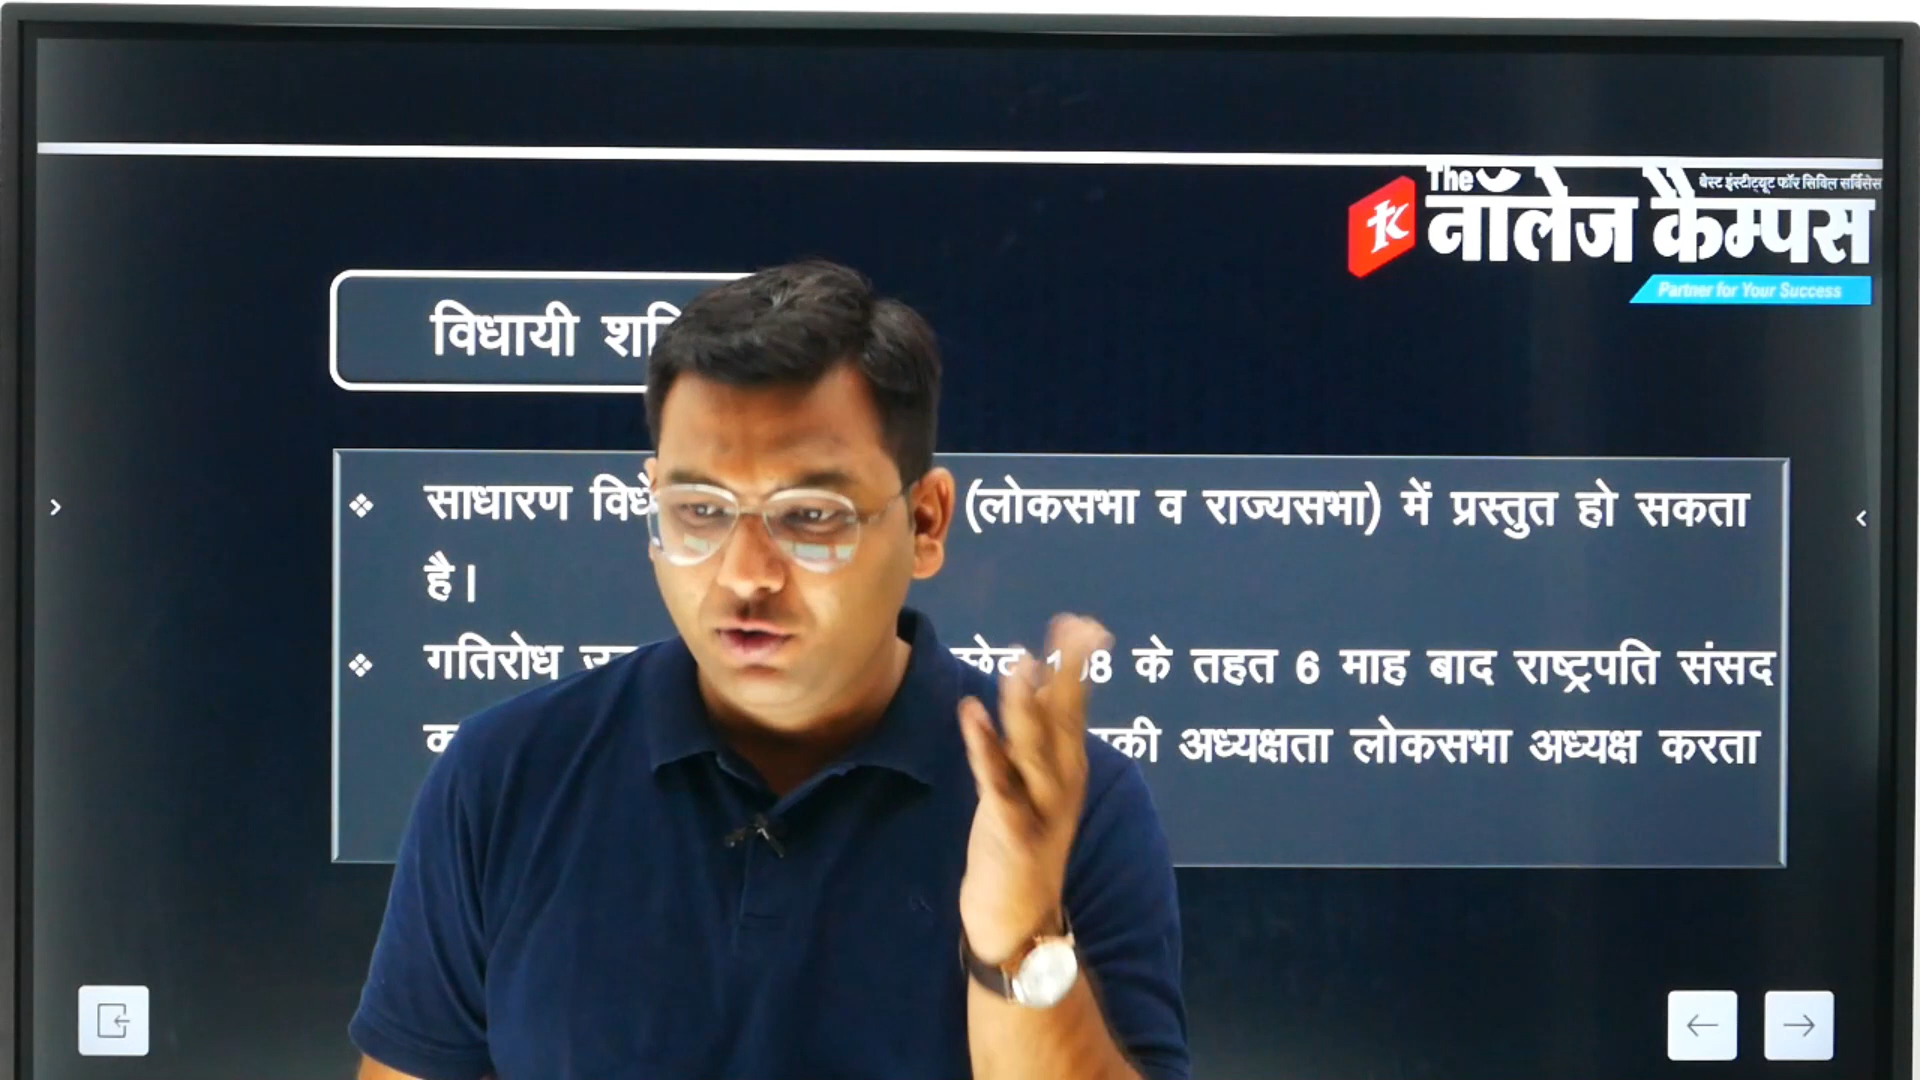 The
बेस्ट इंस्टीट्यूट फॉर सिविल सर्विसेस
नॉलेज कैम्पस
Partner for Your Success
विधायी
साधारण (लोकसभा व राज्यसभा) में प्रस्तुत हो सकता
है।
गतिरोध के तहत 6 माह बाद राष्ट्रपति संसद
अध्यक्षता लोकसभा अध्यक्ष करता